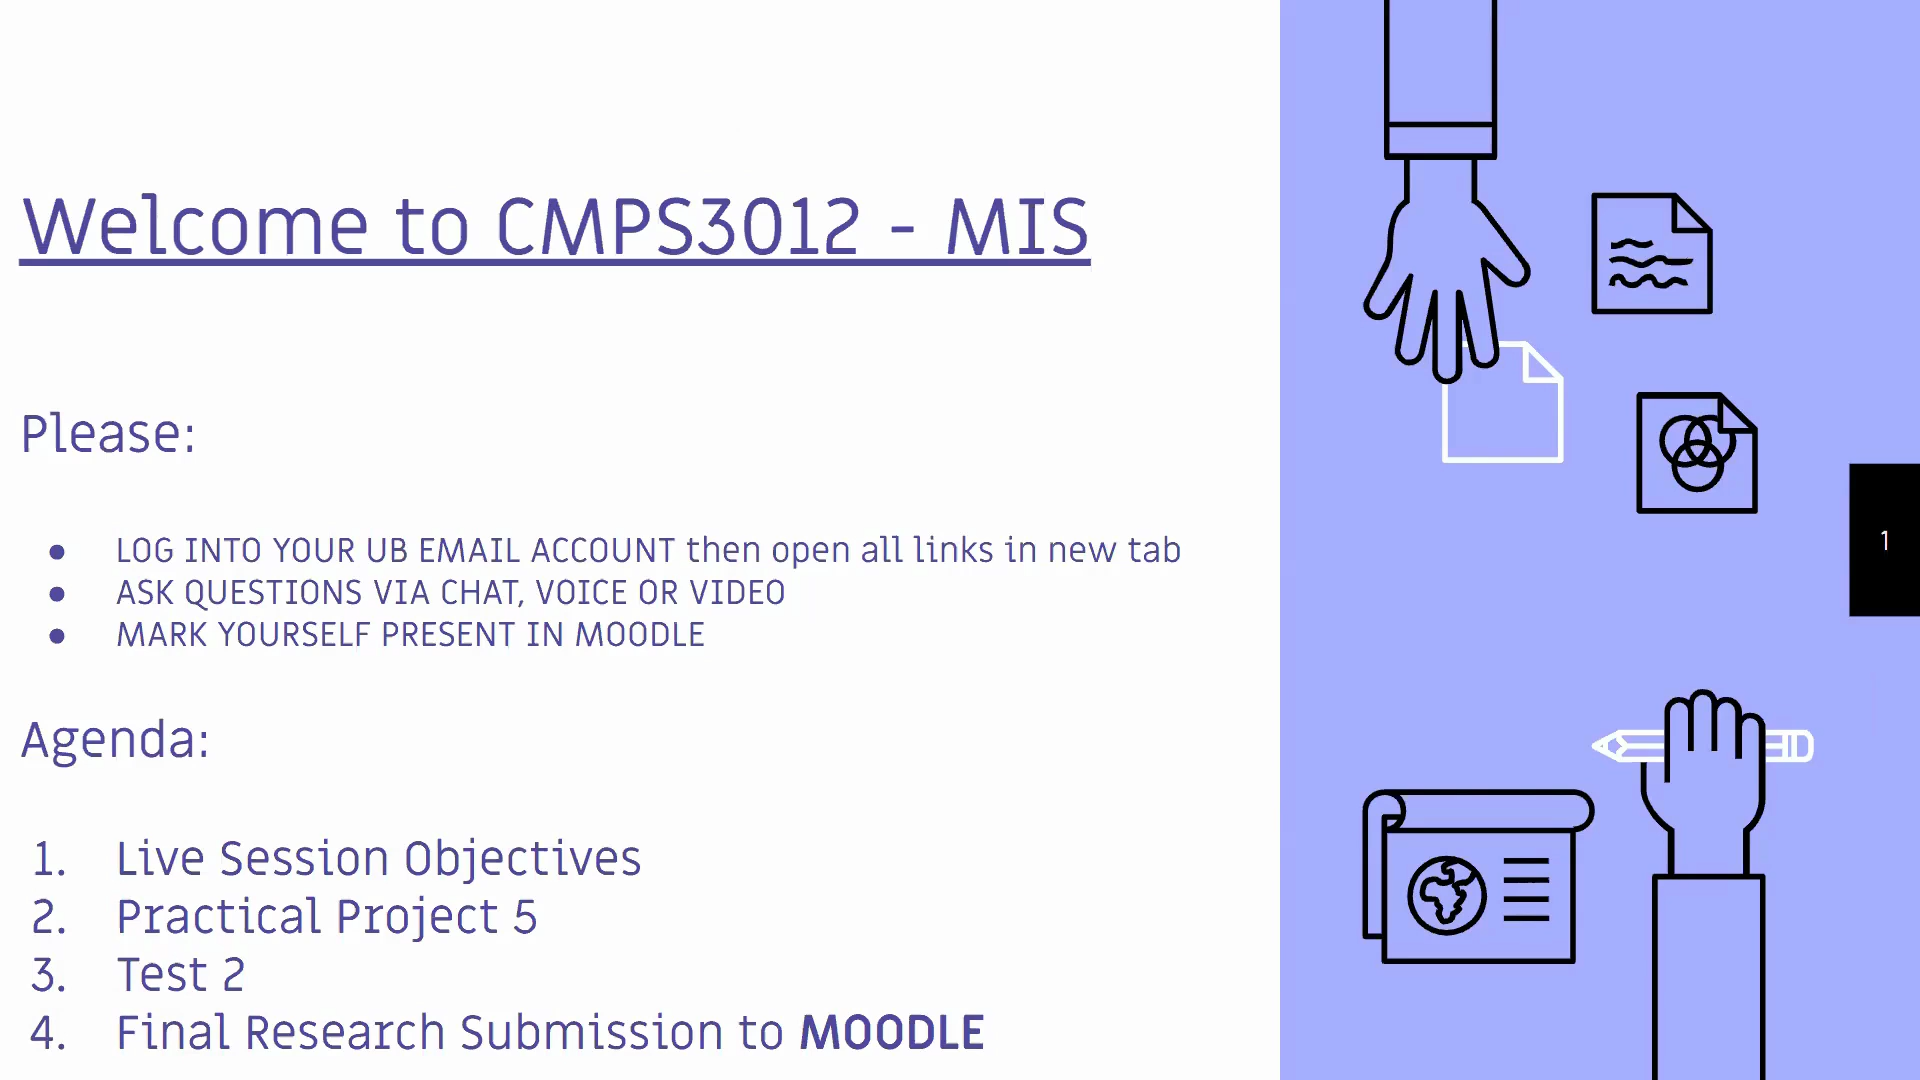 Welcome to CMPS3012 - MIS
Please:
● LOG INTO YOUR UB EMAIL ACCOUNT then open all links in new tab
● ASK QUESTIONS VIA CHAT, VOICE OR VIDEO
● MARK YOURSELF PRESENT IN MOODLE
Agenda:
1. Live Session Objectives
2. Practical Project 5
3. Test 2
4. Final Research Submission to MOODLE
1